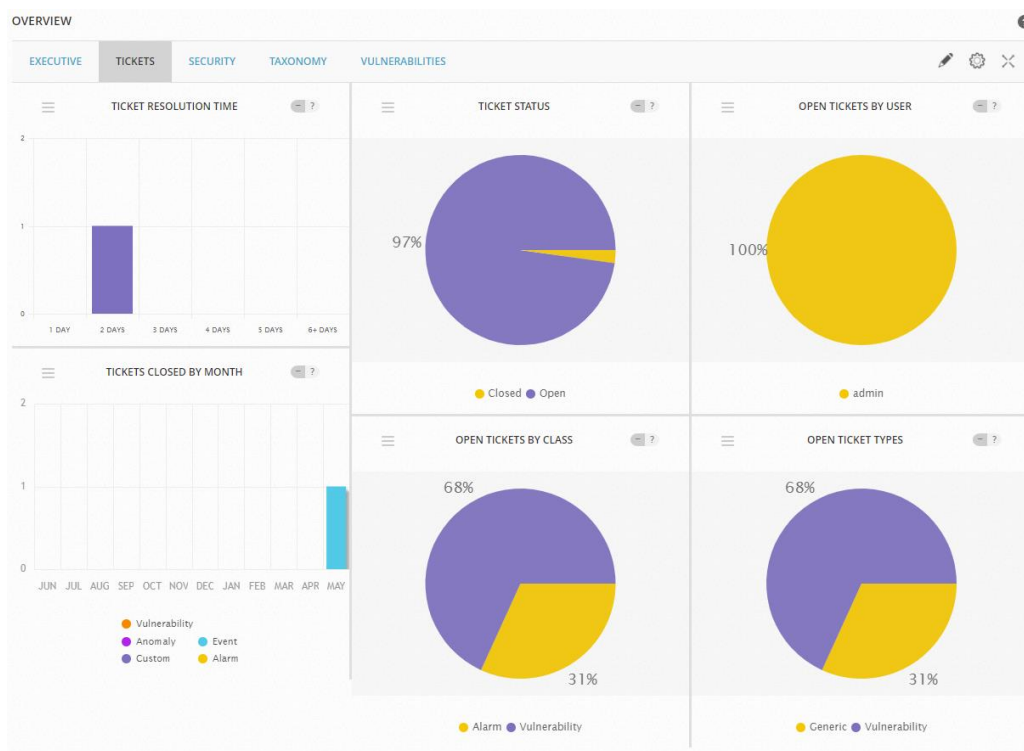 OVERVIEW
EXECUTIVE TICKETS SECURITY TAXONOMY VULNERABILITIES
TICKET RESOLUTION TIME - ?
2
1
0
1 DAY 2 DAYS 3 DAYS 4 DAYS 5 DAYS 6+ DAYS
TICKET STATUS - ?
97%
Closed Open
OPEN TICKETS BY USER - ?
100%
admin
TICKETS CLOSED BY MONTH - ?
2
1
0
JUN JUL AUG SEP OCT NOV DEC JAN FEB MAR APR MAY
Vulnerability
Anomaly Event
Custom Alarm
OPEN TICKETS BY CLASS - ?
68%
31%
Alarm Vulnerability
OPEN TICKET TYPES - ?
68%
31%
Generic Vulnerability